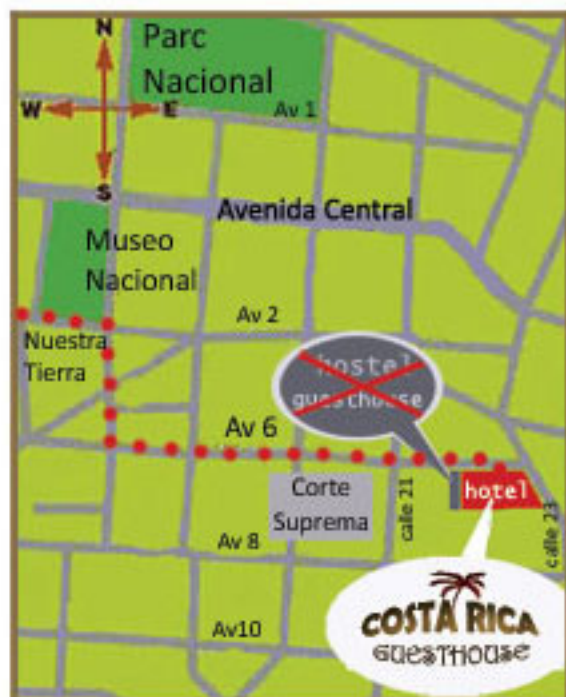 N
Parc
Nacional
W
E
Av 1
S
Avenida Central
Museo
Nacional
Av 2
Nuestra
Tierra
hostel
guesthouse
Av 6
hotel
Corte
Suprema
calle 21
calle 23
Av 8
COSTA RICA
GUESTHOUSE
Av10